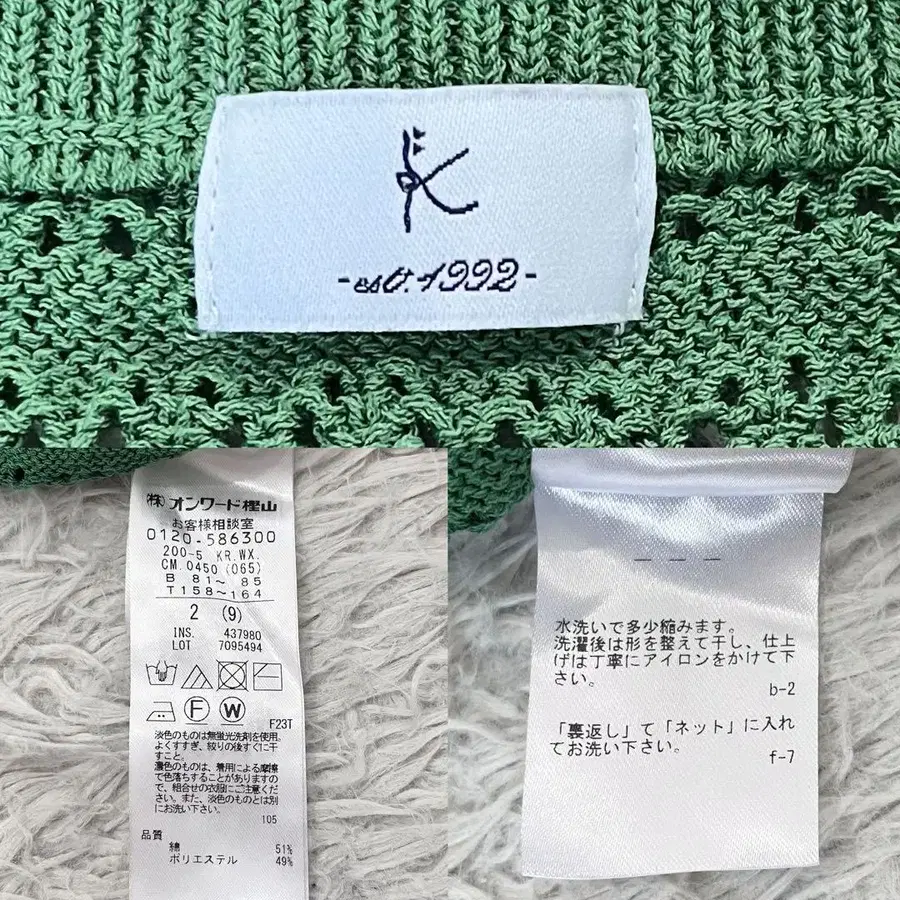 K
-est.1992-
(株)オンワード樫山
お客様相談室
0120-586300
200-5 KR.WX.
CM.0450 (065)
B 81〜 85
T158〜164
2 (9)
INS. 437980
LOT 7095494
F
W
F23T
淡色のものは無蛍光洗剤を使用。
よくすすぎ、絞りの後すぐに干
すこと。
濃色のものは、着用による摩擦
で色落ちすることがありますの
で、組合せの衣服にご注意くだ
さい。また、淡色のものとは別
にお洗い下さい。
105
品質
綿 51%
ポリエステル 49%
水洗いで多少縮みます。
洗濯後は形を整えて干し、仕上
げは丁寧にアイロンをかけて下
さい。
b-2
「裏返し」て「ネット」に入れ
てお洗い下さい。
f-7